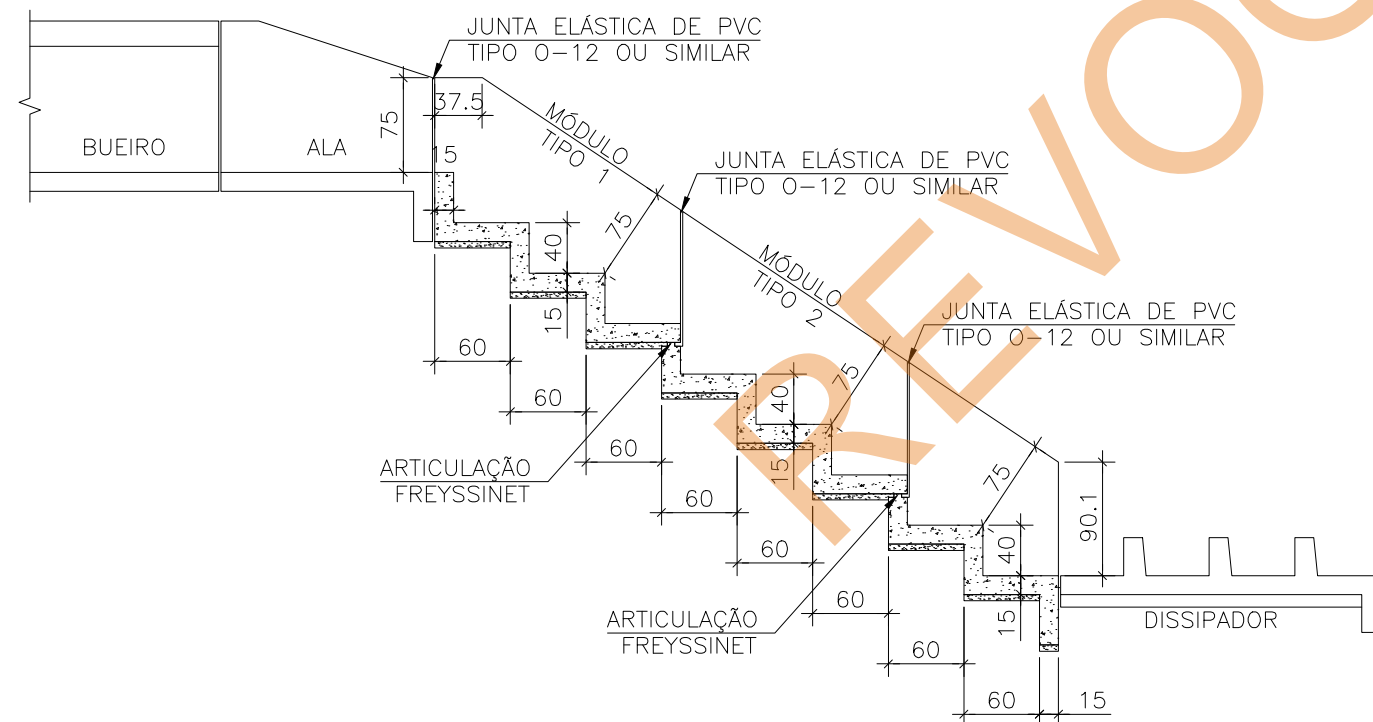 JUNTA ELÁSTICA DE PVC
TIPO O-12 OU SIMILAR
37.5
75
MÓDULO
TIPO 1
BUEIRO
ALA
15
JUNTA ELÁSTICA DE PVC
TIPO O-12 OU SIMILAR
75
40
15
MÓDULO
TIPO 2
JUNTA ELÁSTICA DE PVC
TIPO O-12 OU SIMILAR
60
75
40
15
60
60
ARTICULAÇÃO
FREYSSINET
60
75
90.1
40
15
60
60
ARTICULAÇÃO
FREYSSINET
DISSIPADOR
60
60
15
REVOG